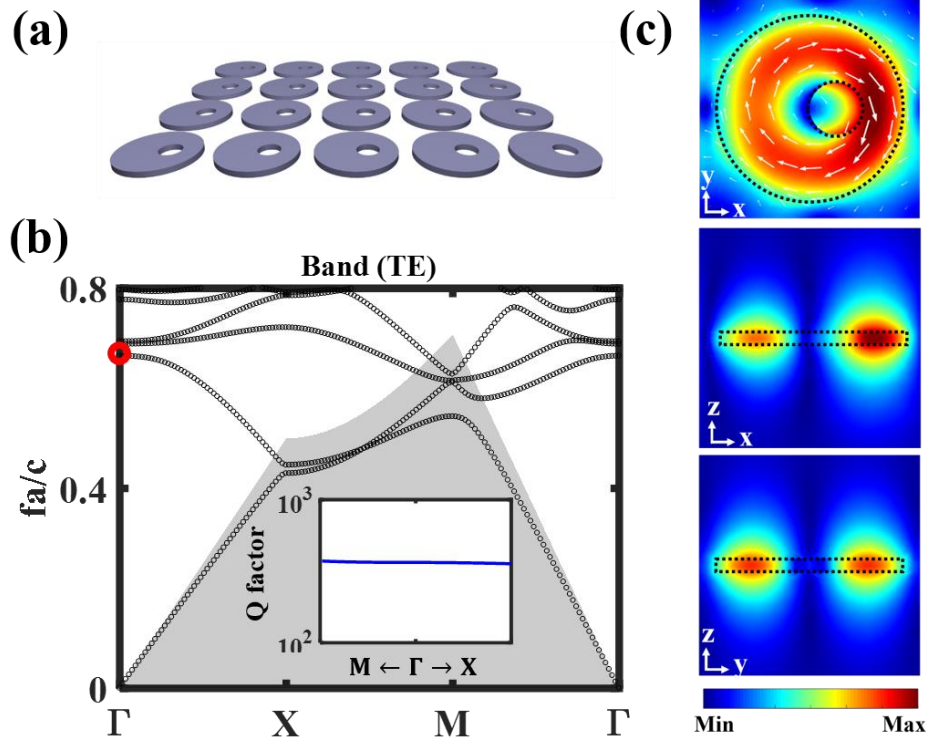 (a)
(b)
Band (TE)
0.8
0.4
0
fa/c
Γ
X
M
Γ
Q factor
10³
10²
M ← Γ → X
(c)
y
x
z
x
z
y
Min
Max